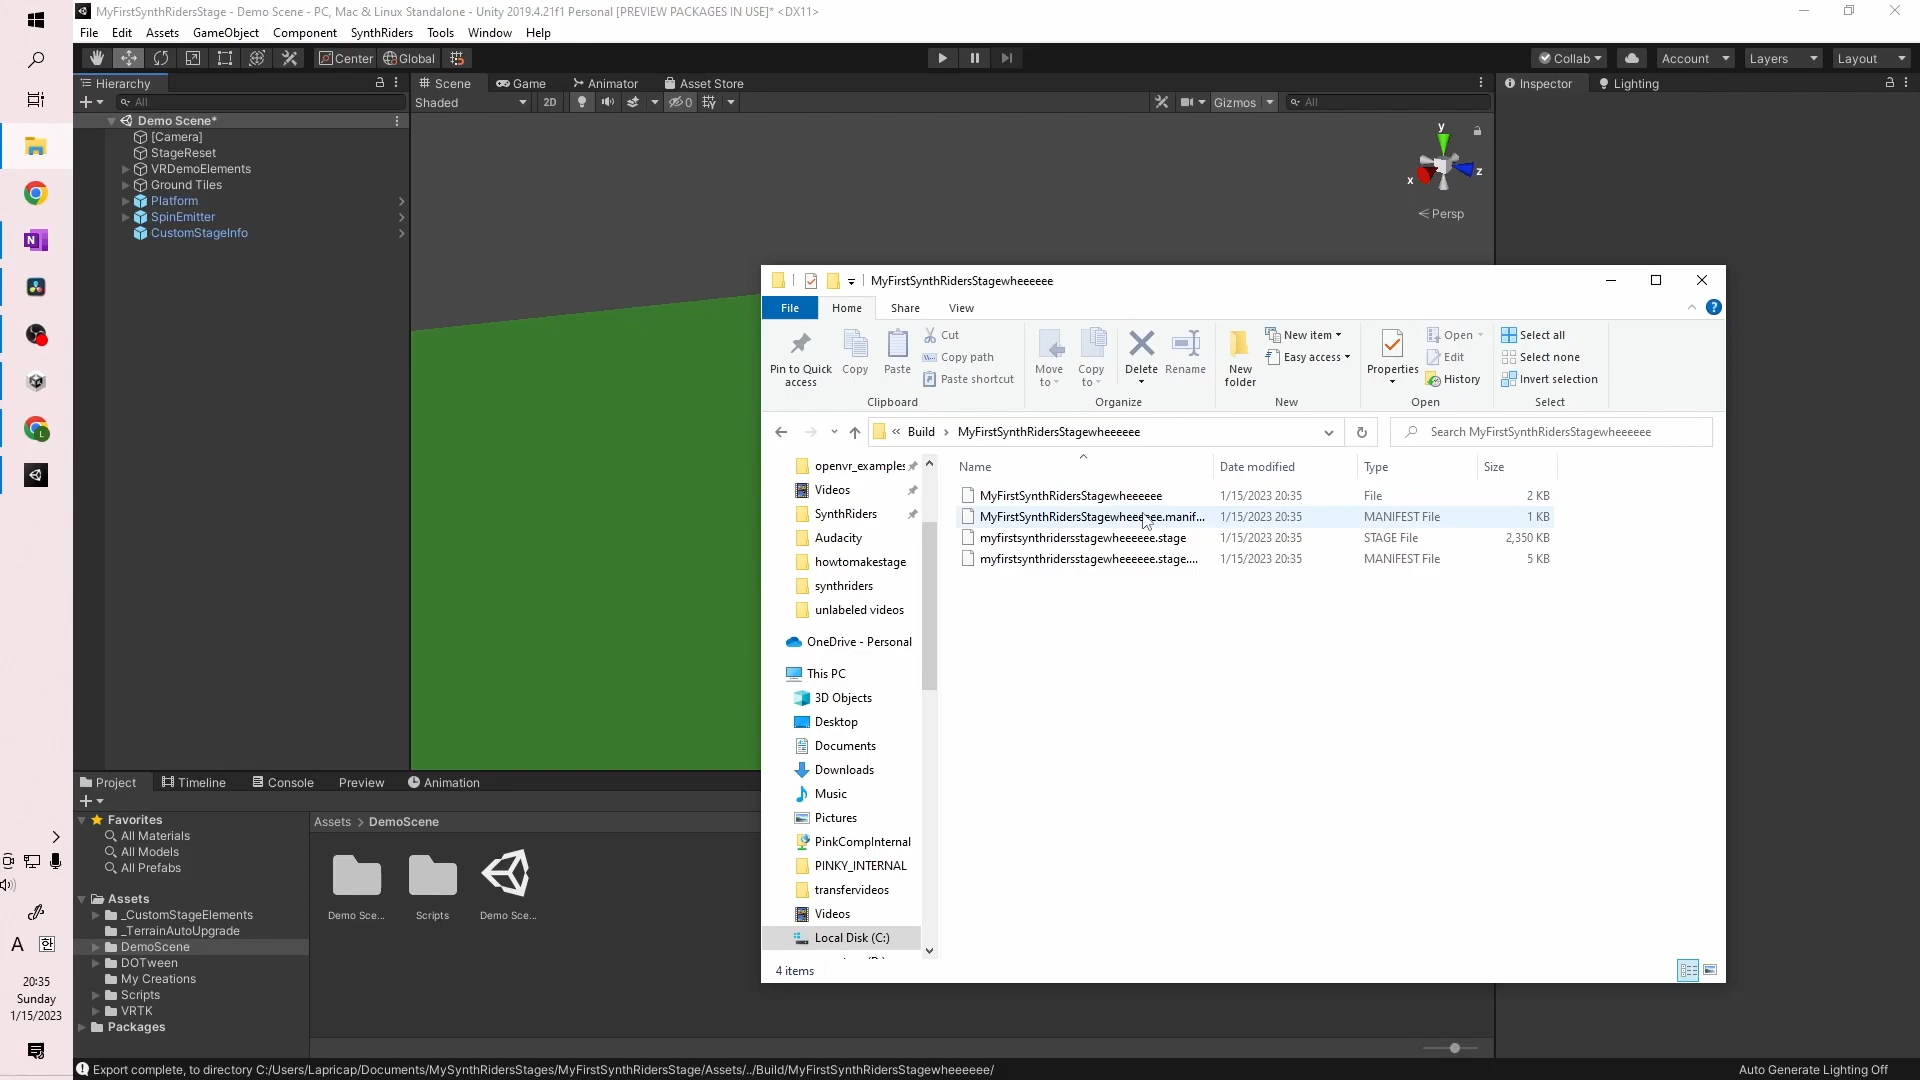 MyFirstSynthRidersStage - Demo Scene - PC, Mac & Linux Standalone - Unity 2019.4.21f1 Personal [PREVIEW PACKAGES IN USE]* <DX11>
File Edit Assets GameObject Component SynthRiders Tools Window Help
Center Global Collab Account Layers Layout
Hierarchy
All
Demo Scene*
[Camera]
StageReset
VRDemoElements
Ground Tiles
Platform
SpinEmitter
CustomStageInfo
Scene Game Animator Asset Store
Shaded 2D 0 Gizmos All
y
x
z
Persp
Inspector Lighting
MyFirstSynthRidersStagewheeeeee
File Home Share View
Pin to Quick access
Copy
Paste
Cut
Copy path
Paste shortcut
Clipboard
Move to
Copy to
Delete
Rename
Organize
New folder
New item
Easy access
New
Properties
Open
Edit
History
Open
Select all
Select none
Invert selection
Select
« Build › MyFirstSynthRidersStagewheeeeee
Search MyFirstSynthRidersStagewheeeeee
openvr_examples
Videos
SynthRiders
Audacity
howtomakestage
synthriders
unlabeled videos
OneDrive - Personal
This PC
3D Objects
Desktop
Documents
Downloads
Music
Pictures
PinkCompInternal
PINKY_INTERNAL
transfervideos
Videos
Local Disk (C:)
Name Date modified Type Size
MyFirstSynthRidersStagewheeeeee 1/15/2023 20:35 File 2 KB
MyFirstSynthRidersStagewheeeeee.manif... 1/15/2023 20:35 MANIFEST File 1 KB
myfirstsynthridersstagewheeeeee.stage 1/15/2023 20:35 STAGE File 2,350 KB
myfirstsynthridersstagewheeeeee.stage.... 1/15/2023 20:35 MANIFEST File 5 KB
4 items
Project Timeline Console Preview Animation
Favorites
All Materials
All Models
All Prefabs
Assets
_CustomStageElements
_TerrainAutoUpgrade
DemoScene
DOTween
My Creations
Scripts
VRTK
Packages
Assets > DemoScene
Demo Sce...
Scripts
Demo Sce...
A 한
20:35
Sunday
1/15/2023
Export complete, to directory C:/Users/Lapricap/Documents/MySynthRidersStages/MyFirstSynthRidersStage/Assets/../Build/MyFirstSynthRidersStagewheeeeee/
Auto Generate Lighting Off